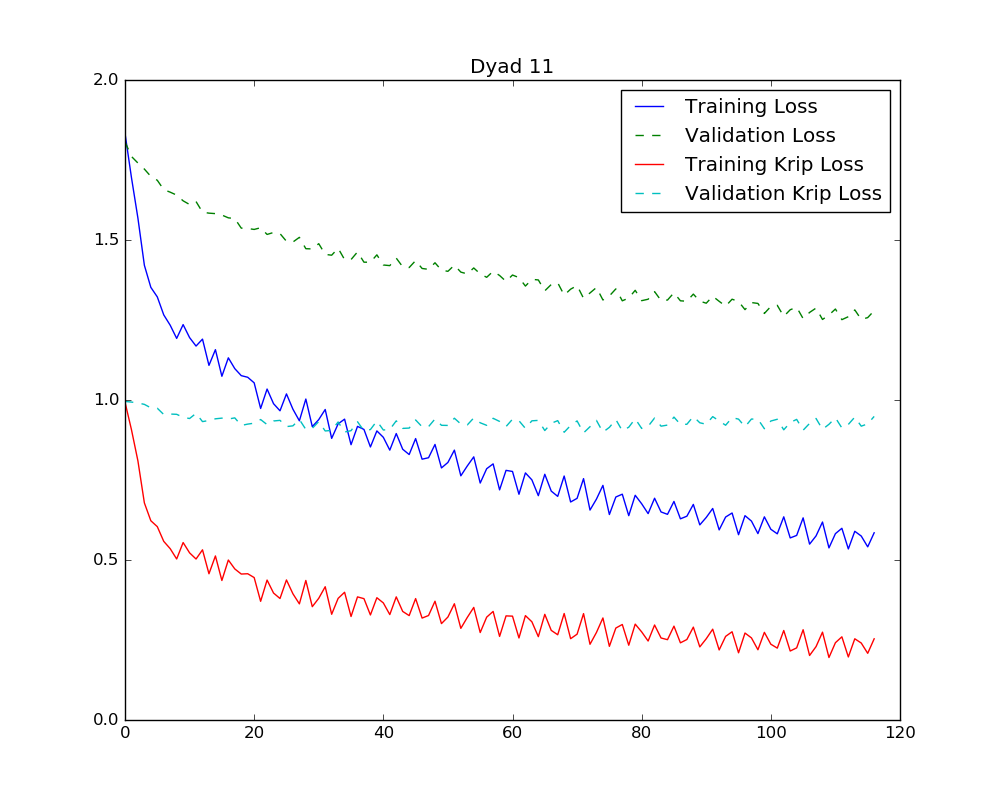 Dyad 11
2.0
1.5
1.0
0.5
0.0
Training Loss
Validation Loss
Training Krip Loss
Validation Krip Loss
0 20 40 60 80 100 120